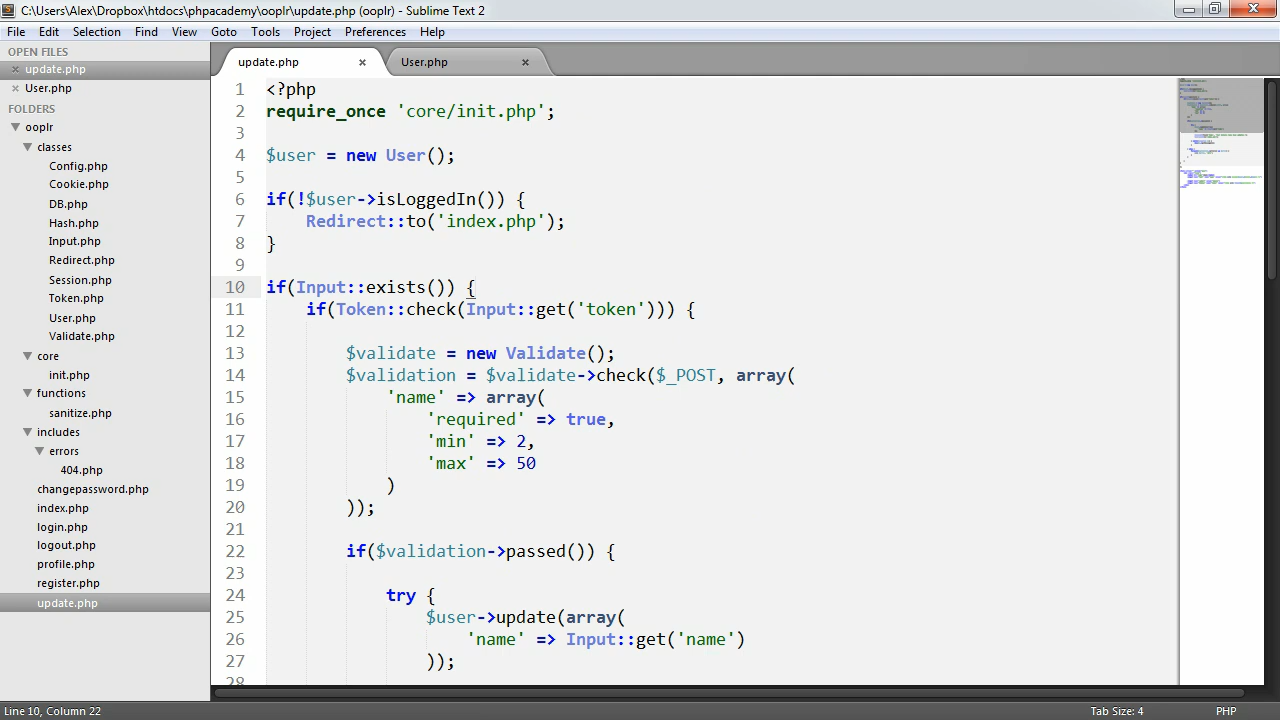 C:\Users\Alex\Dropbox\htdocs\phpacademy\ooplr\update.php (ooplr) - Sublime Text 2
File Edit Selection Find View Goto Tools Project Preferences Help
OPEN FILES
update.php
User.php
FOLDERS
ooplr
classes
Config.php
Cookie.php
DB.php
Hash.php
Input.php
Redirect.php
Session.php
Token.php
User.php
Validate.php
core
init.php
functions
sanitize.php
includes
errors
404.php
changepassword.php
index.php
login.php
logout.php
profile.php
register.php
update.php
update.php User.php
1 <?php
2 require_once 'core/init.php';
3
4 $user = new User();
5
6 if(!$user->isLoggedIn()) {
7     Redirect::to('index.php');
8 }
9
10 if(Input::exists()) {
11     if(Token::check(Input::get('token'))) {
12
13         $validate = new Validate();
14         $validation = $validate->check($_POST, array(
15             'name' => array(
16                 'required' => true,
17                 'min' => 2,
18                 'max' => 50
19             )
20         ));
21
22         if($validation->passed()) {
23
24             try {
25                 $user->update(array(
26                     'name' => Input::get('name')
27                 ));
28
Line 10, Column 22
Tab Size: 4 PHP